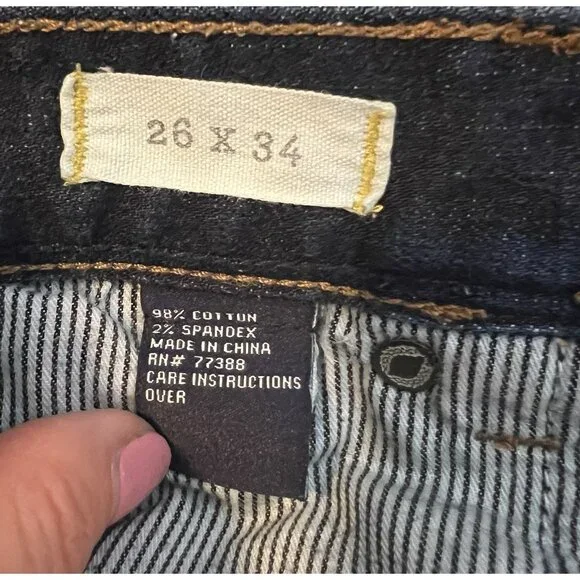 26 X 34
98% COTTON
2% SPANDEX
MADE IN CHINA
RN# 77388
CARE INSTRUCTIONS
OVER